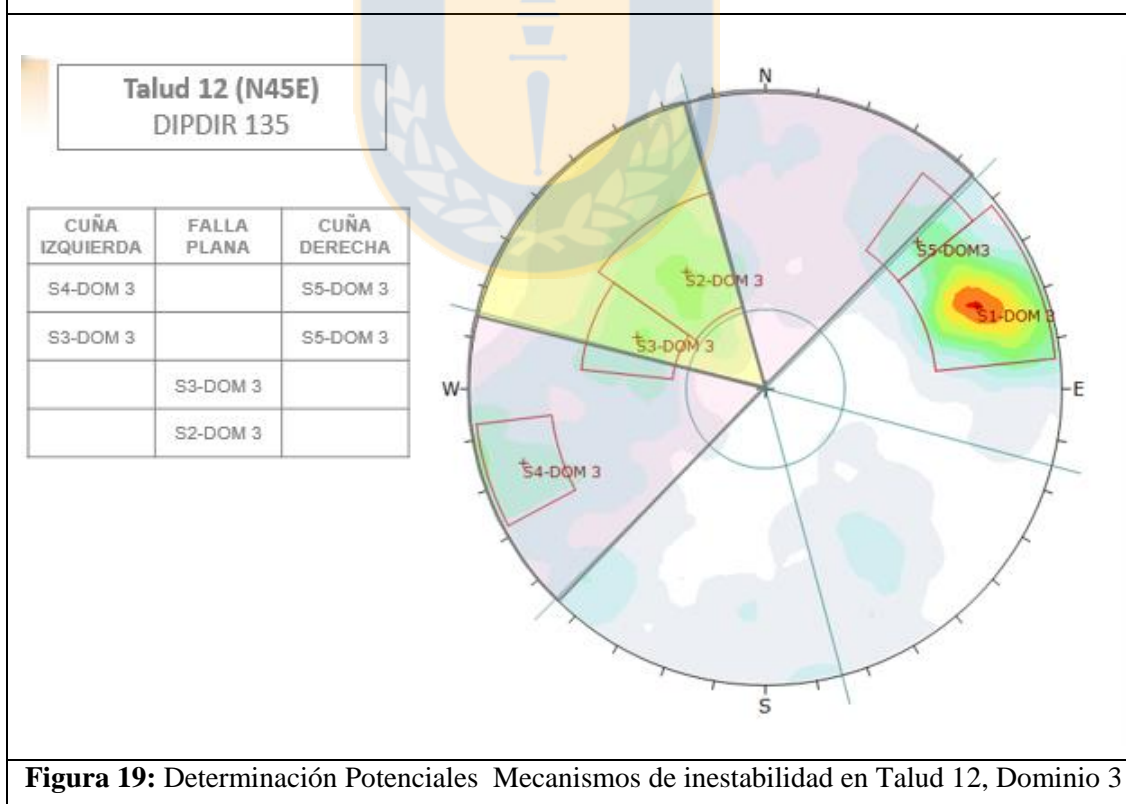 Talud 12 (N45E)
DIPDIR 135
CUÑA IZQUIERDA FALLA PLANA CUÑA DERECHA
S4-DOM 3 S5-DOM 3
S3-DOM 3 S5-DOM 3
S3-DOM 3
S2-DOM 3
N
S5-DOM3
S2-DOM 3
S1-DOM 3
S3-DOM 3
W
E
S4-DOM 3
S
Figura 19: Determinación Potenciales Mecanismos de inestabilidad en Talud 12, Dominio 3